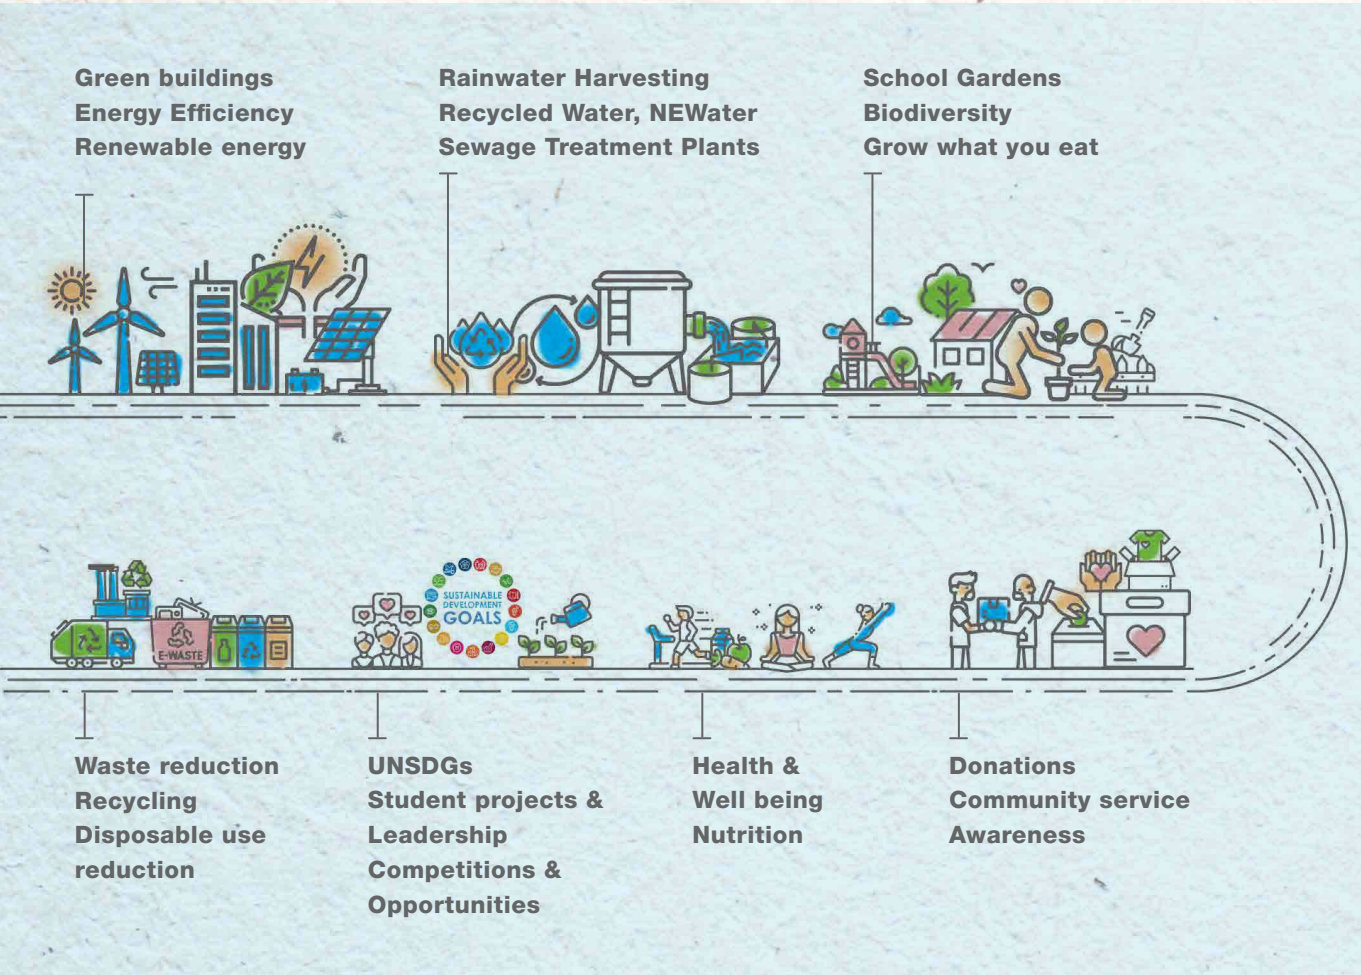 Green buildings
Energy Efficiency
Renewable energy
Rainwater Harvesting
Recycled Water, NEWater
Sewage Treatment Plants
School Gardens
Biodiversity
Grow what you eat
E-WASTE
SUSTAINABLE
DEVELOPMENT
GOALS
Waste reduction
Recycling
Disposable use
reduction
UNSDGs
Student projects &
Leadership
Competitions &
Opportunities
Health &
Well being
Nutrition
Donations
Community service
Awareness